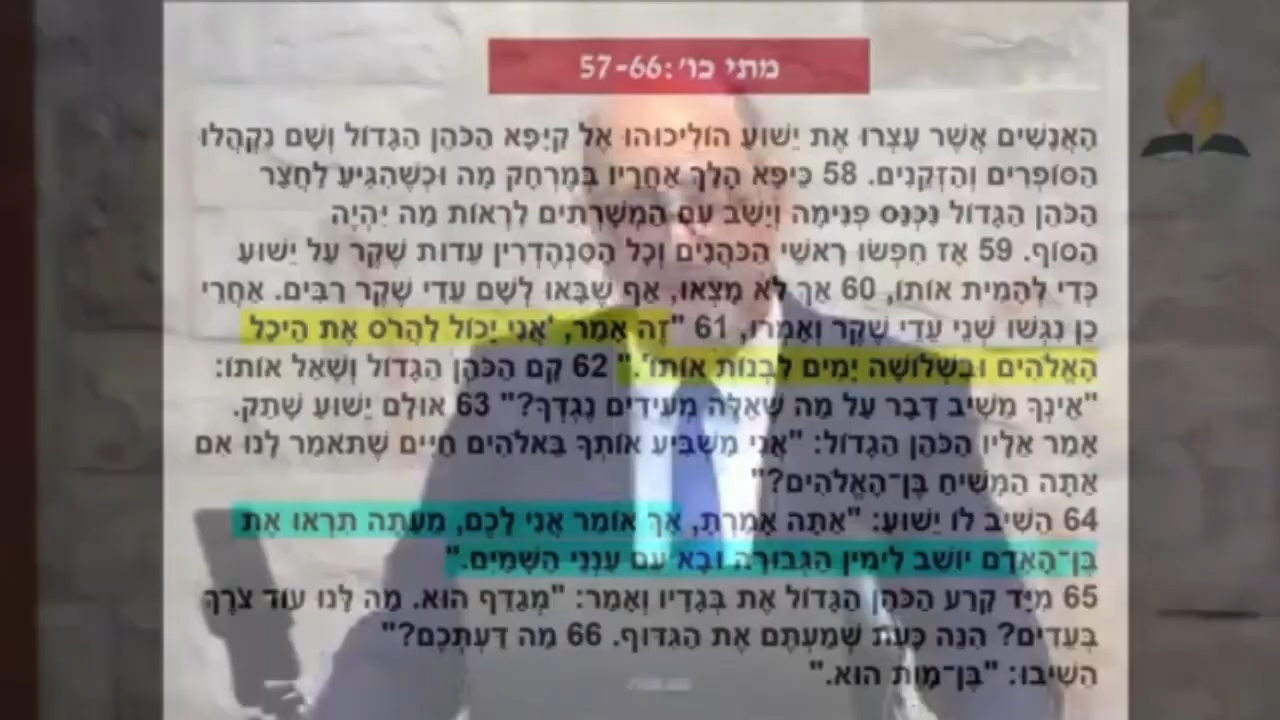 מתי כו׳:57-66
הָאֲנָשִׁים אֲשֶׁר עָצְרוּ אֶת יֵשׁוּעַ הוֹלִיכוּהוּ אֶל קַיָּפָא הַכֹּהֵן הַגָּדוֹל וְשָׁם נִקְהֲלוּ
הַסּוֹפְרִים וְהַזְּקֵנִים. 58 כֵּיפָא הָלַךְ אַחֲרָיו בְּמֶרְחַק מָה וּכְשֶׁהִגִּיעַ לַחֲצַר
הַכֹּהֵן הַגָּדוֹל נִכְנַס פְּנִימָה וְיָשַׁב עִם הַמְשָׁרְתִים לִרְאוֹת מַה יִּהְיֶה
הַסּוֹף. 59 אָז חִפְּשׂוּ רָאשֵׁי הַכֹּהֲנִים וְכָל הַסַּנְהֶדְרִין עֵדוּת שֶׁקֶר עַל יֵשׁוּעַ
כְּדֵי לְהָמִית אוֹתוֹ, 60 אַךְ לֹא מָצְאוּ, אַף שֶׁבָּאוּ לְשָׁם עֵדֵי שֶׁקֶר רַבִּים. אַחֲרֵי
כֵן נִגְּשׁוּ שְׁנֵי עֵדֵי שֶׁקֶר וְאָמְרוּ, 61 "זֶה אָמַר, 'אֲנִי יָכוֹל לַהֲרֹס אֶת הֵיכַל
הָאֱלֹהִים וּבִשְׁלוֹשָׁה יָמִים לִבְנוֹת אוֹתוֹ'." 62 קָם הַכֹּהֵן הַגָּדוֹל וְשָׁאַל אוֹתוֹ:
"אֵינְךָ מֵשִׁיב דָּבָר עַל מַה שֶּׁאֵלֶּה מְעִידִים נֶגְדְּךָ?" 63 אוּלָם יֵשׁוּעַ שָׁתַק.
אָמַר אֵלָיו הַכֹּהֵן הַגָּדוֹל: "אֲנִי מַשְׁבִּיעַ אוֹתְךָ בֵּאלֹהִים חַיִּים שֶׁתֹּאמַר לָנוּ אִם
אַתָּה הַמָּשִׁיחַ בֶּן־הָאֱלֹהִים?"
64 הֵשִׁיב לוֹ יֵשׁוּעַ: "אַתָּה אָמַרְתָּ, אַךְ אוֹמֵר אֲנִי לָכֶם, מֵעַתָּה תִּרְאוּ אֶת
בֶּן־הָאָדָם יוֹשֵׁב לִימִין הַגְּבוּרָה וּבָא עִם עַנְנֵי הַשָּׁמַיִם."
65 מִיָּד קָרַע הַכֹּהֵן הַגָּדוֹל אֶת בְּגָדָיו וְאָמַר: "מְגַדֵּף הוּא. מַה לָּנוּ עוֹד צֹרֶךְ
בְּעֵדִים? הִנֵּה כָּעֵת שְׁמַעְתֶּם אֶת הַגִּדּוּף. 66 מַה דַּעְתְּכֶם?"
הֵשִׁיבוּ: "בֶּן־מָוֶת הוּא."